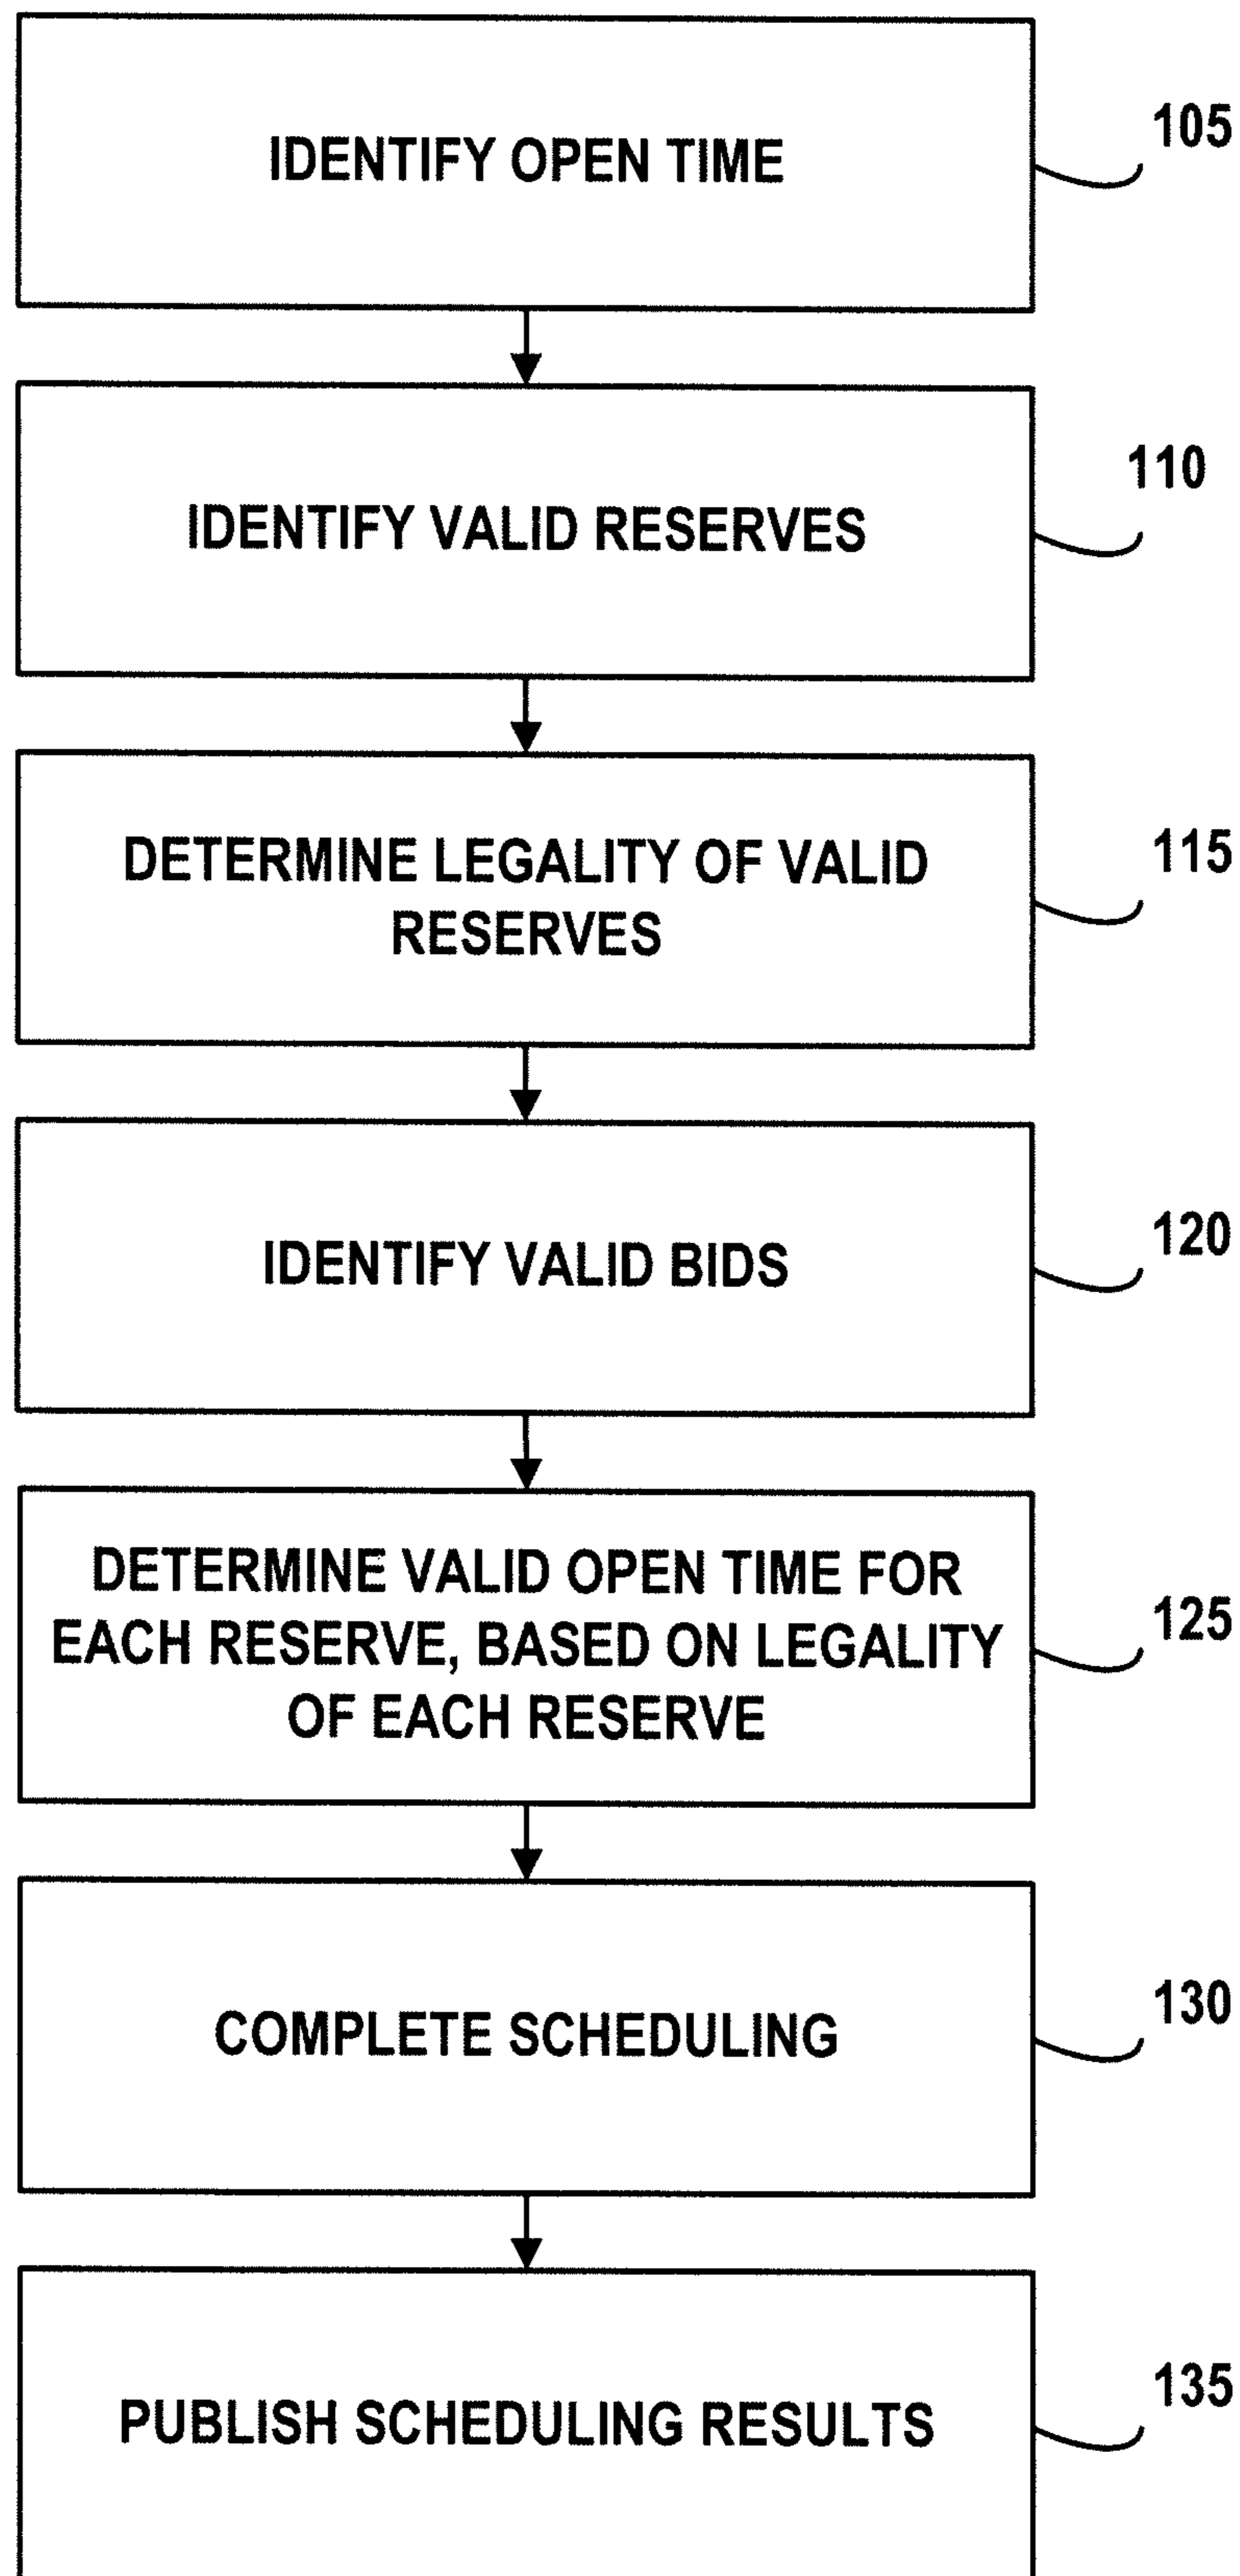 IDENTIFY OPEN TIME
105
IDENTIFY VALID RESERVES
110
DETERMINE LEGALITY OF VALID
RESERVES
115
IDENTIFY VALID BIDS
120
DETERMINE VALID OPEN TIME FOR
EACH RESERVE, BASED ON LEGALITY
OF EACH RESERVE
125
COMPLETE SCHEDULING
130
PUBLISH SCHEDULING RESULTS
135